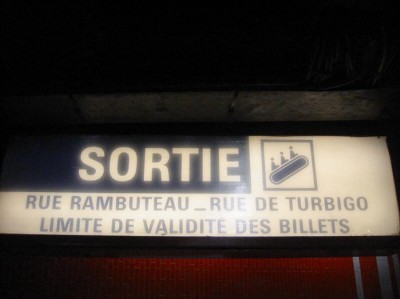 SORTIE
RUE RAMBUTEAU _ RUE DE TURBIGO
LIMITE DE VALIDITE DES BILLETS